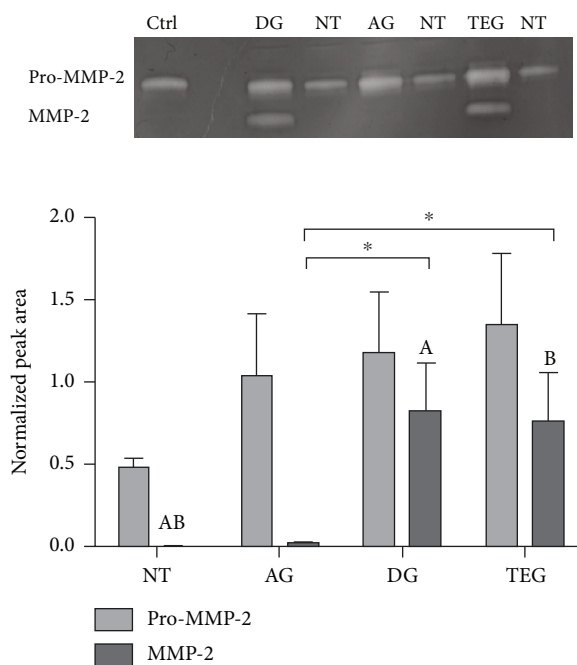 Ctrl DG NT AG NT TEG NT
Pro-MMP-2
MMP-2
2.0
*
*
1.5
A
B
Normalized peak area
1.0
0.5
AB
0.0
NT AG DG TEG
Pro-MMP-2
MMP-2